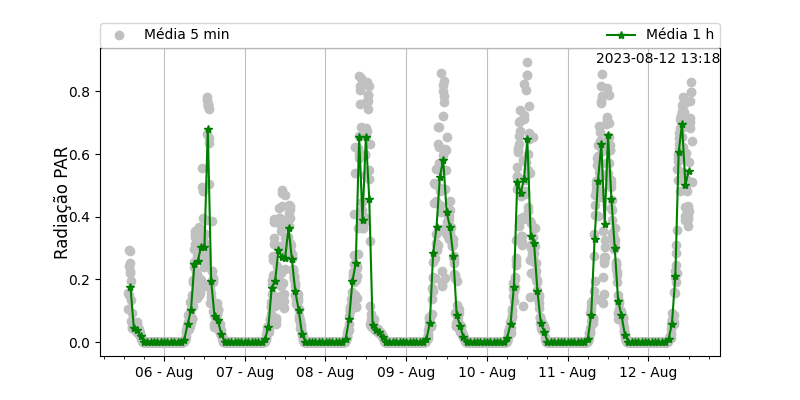 Média 5 min
Média 1 h
2023-08-12 13:18
Radiação PAR
0.8
0.6
0.4
0.2
0.0
06 - Aug
07 - Aug
08 - Aug
09 - Aug
10 - Aug
11 - Aug
12 - Aug